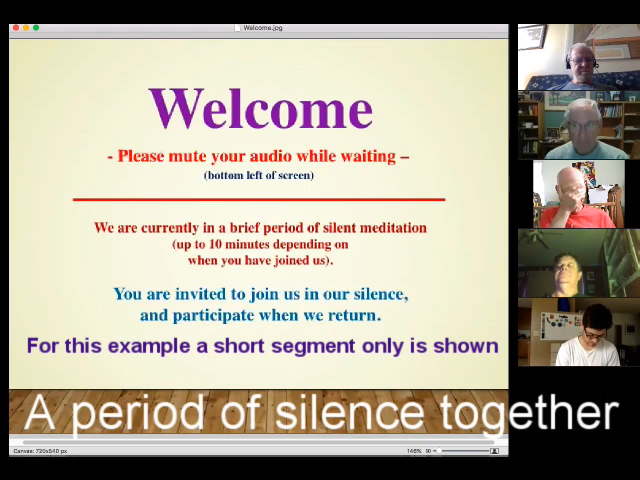 Welcome.jpg
Welcome
- Please mute your audio while waiting –
(bottom left of screen)
We are currently in a brief period of silent meditation
(up to 10 minutes depending on
when you have joined us).
You are invited to join us in our silence,
and participate when we return.
For this example a short segment only is shown
A period of silence together
Canvas: 720x540 px
146%